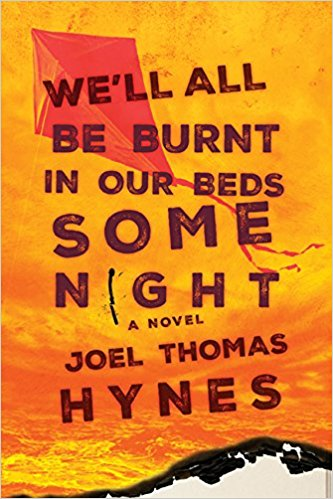 WE'LL ALL
BE BURNT
IN OUR BEDS
SOME
NIGHT
A NOVEL
JOEL THOMAS
HYNES